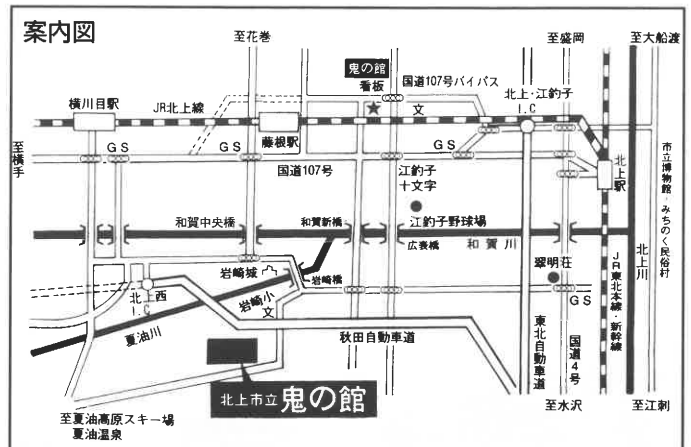 案内図
至花巻
至盛岡
至大船渡
鬼の館
看板
国道107号バイパス
横川目駅
JR北上線
文
北上・江釣子
I.C
藤根駅
至横手
GS
GS
GS
国道107号
江釣子
十文字
北上駅
市立博物館・みちのく民俗村
和賀中央橋
和賀新橋
江釣子野球場
広表橋
和賀川
北上川
岩崎城
岩崎橋
翠明荘
北上西
I.C
岩崎小
文
GS
JR東北本線・新幹線
夏油川
秋田自動車道
東北自動車道
国道4号
北上市立 鬼の館
至夏油高原スキー場
夏油温泉
至水沢
至江刺